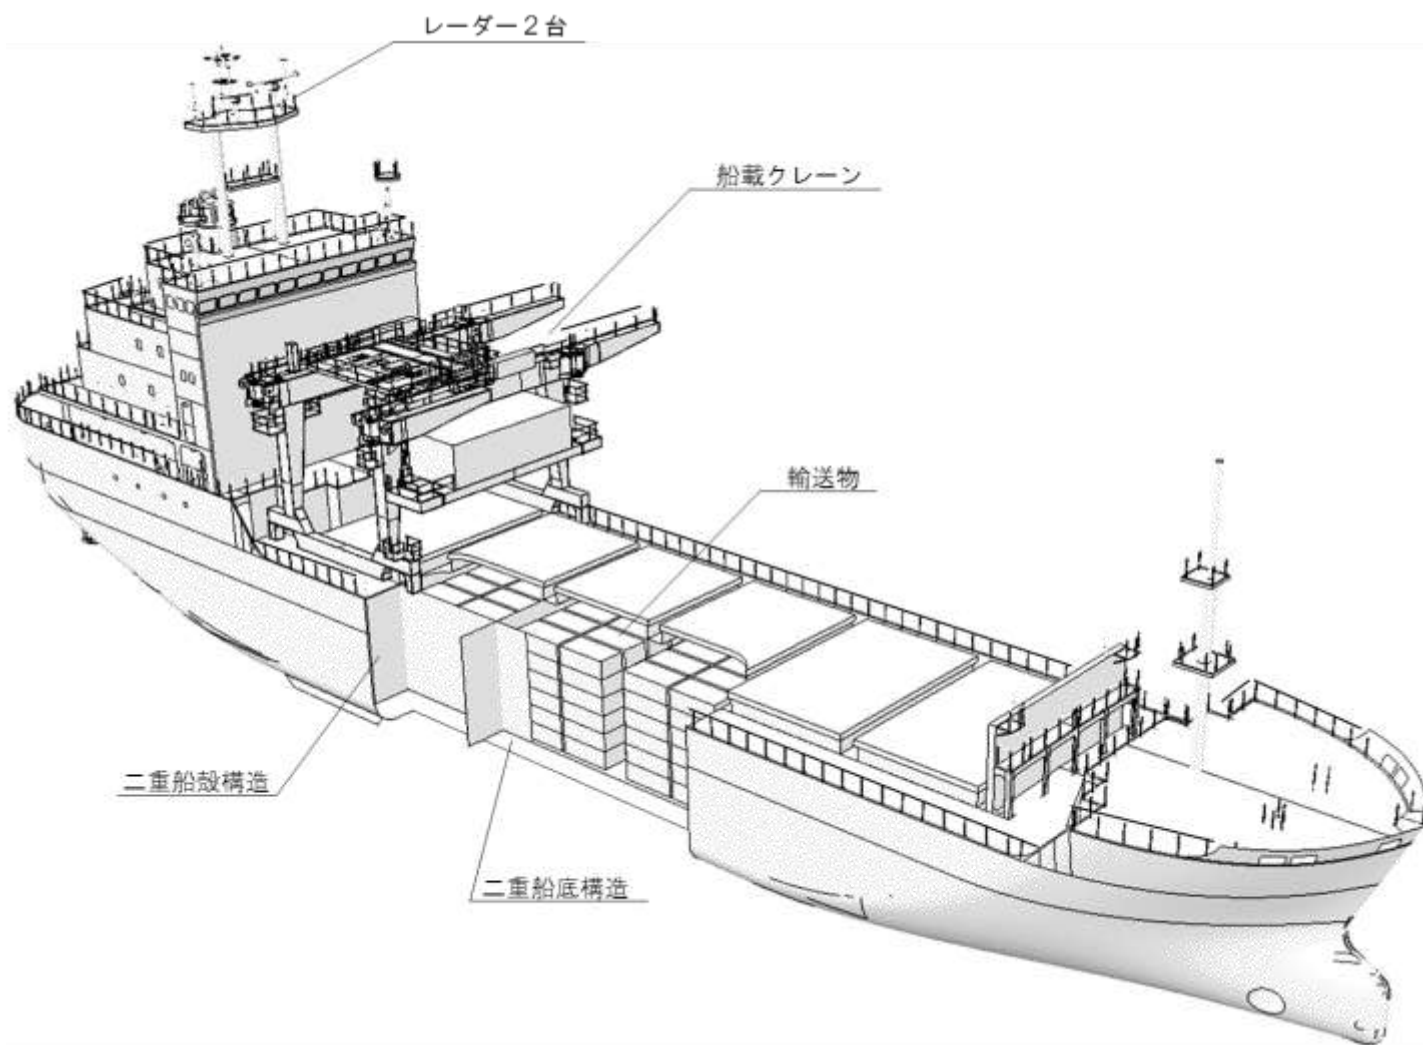 レーダー２台
船載クレーン
輸送物
二重船殻構造
二重船底構造